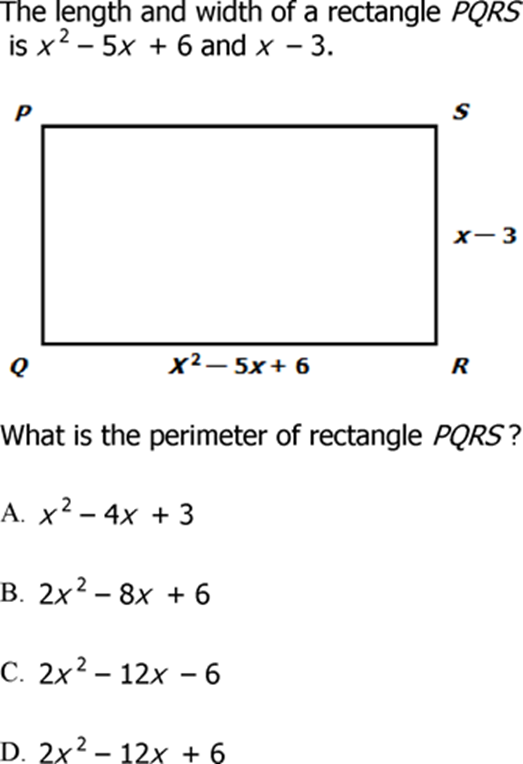 The length and width of a rectangle PQRS
is x² – 5x + 6 and x – 3.
P
S
x – 3
Q
X² – 5x + 6
R
What is the perimeter of rectangle PQRS?
A. x² – 4x + 3
B. 2x² – 8x + 6
C. 2x² – 12x – 6
D. 2x² – 12x + 6